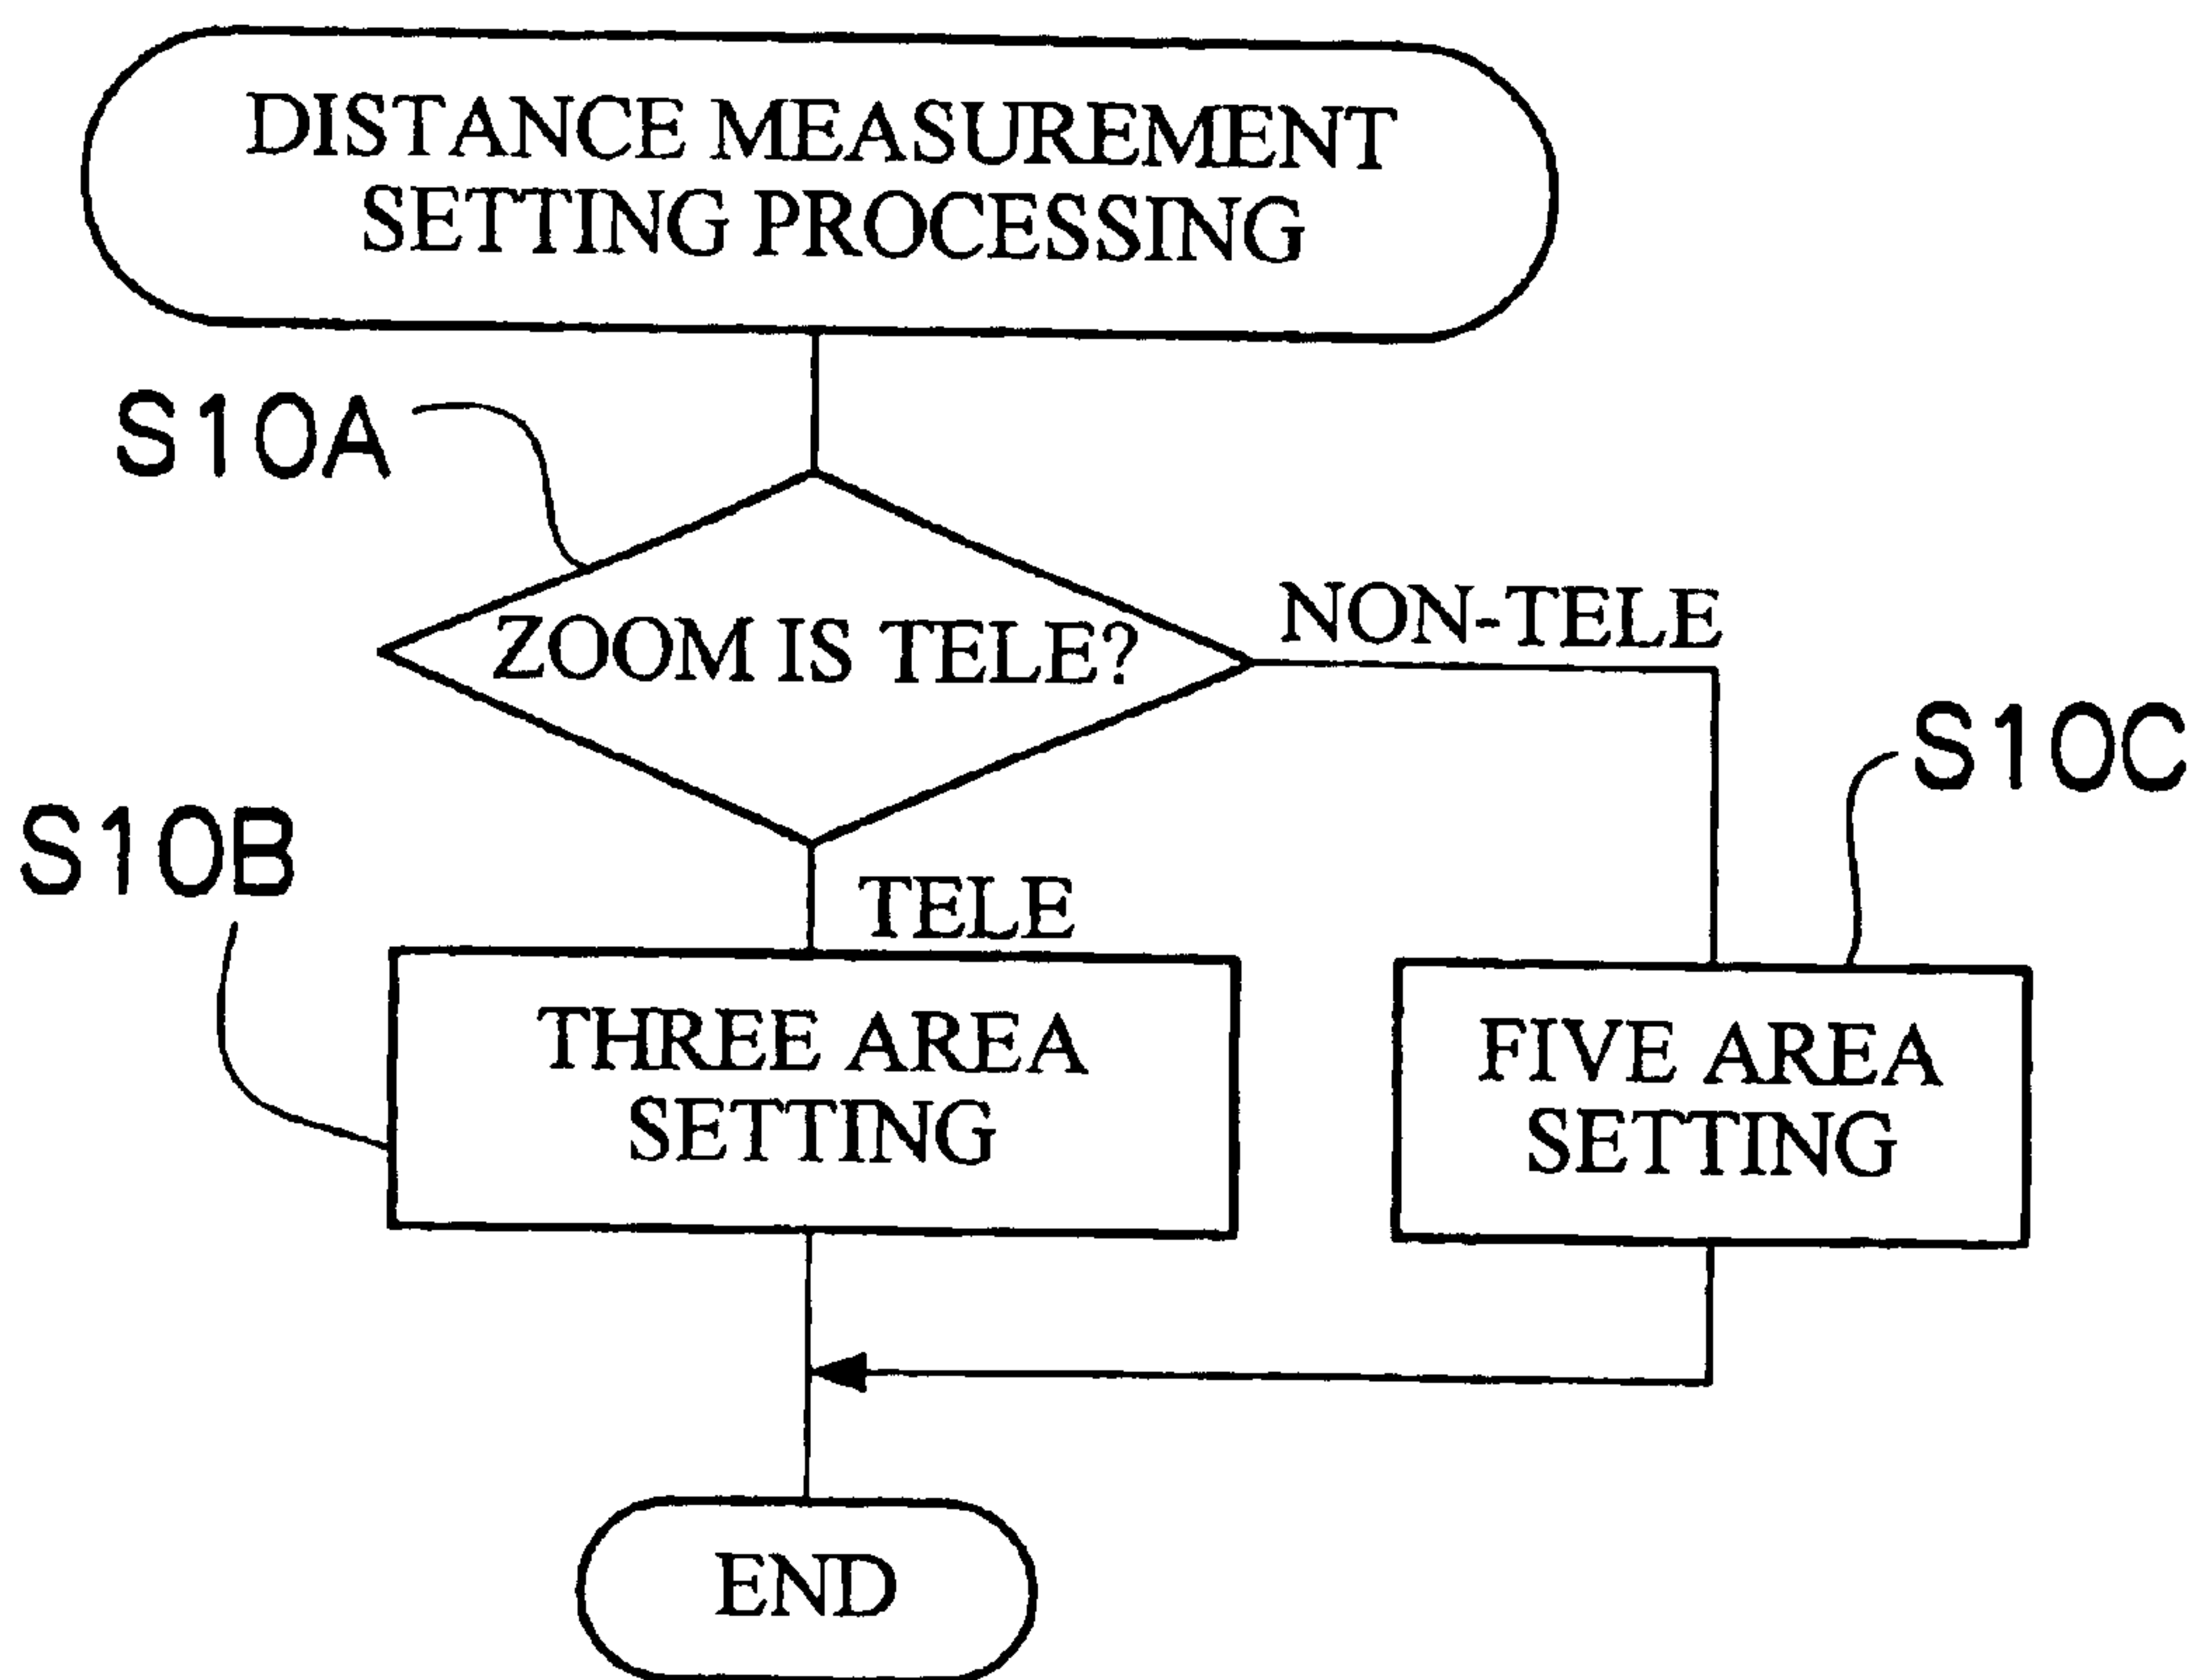 DISTANCE MEASUREMENT
SETTING PROCESSING
S10A
ZOOM IS TELE?
NON-TELE
S10C
S10B
TELE
THREE AREA
SETTING
FIVE AREA
SETTING
END